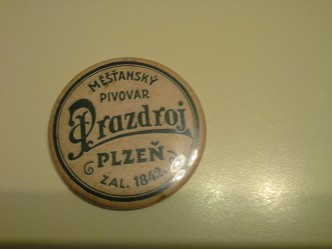 MĚŠŤANSKÝ
PIVOVAR
Prazdroj
PLZEŇ
ZAL. 1842.